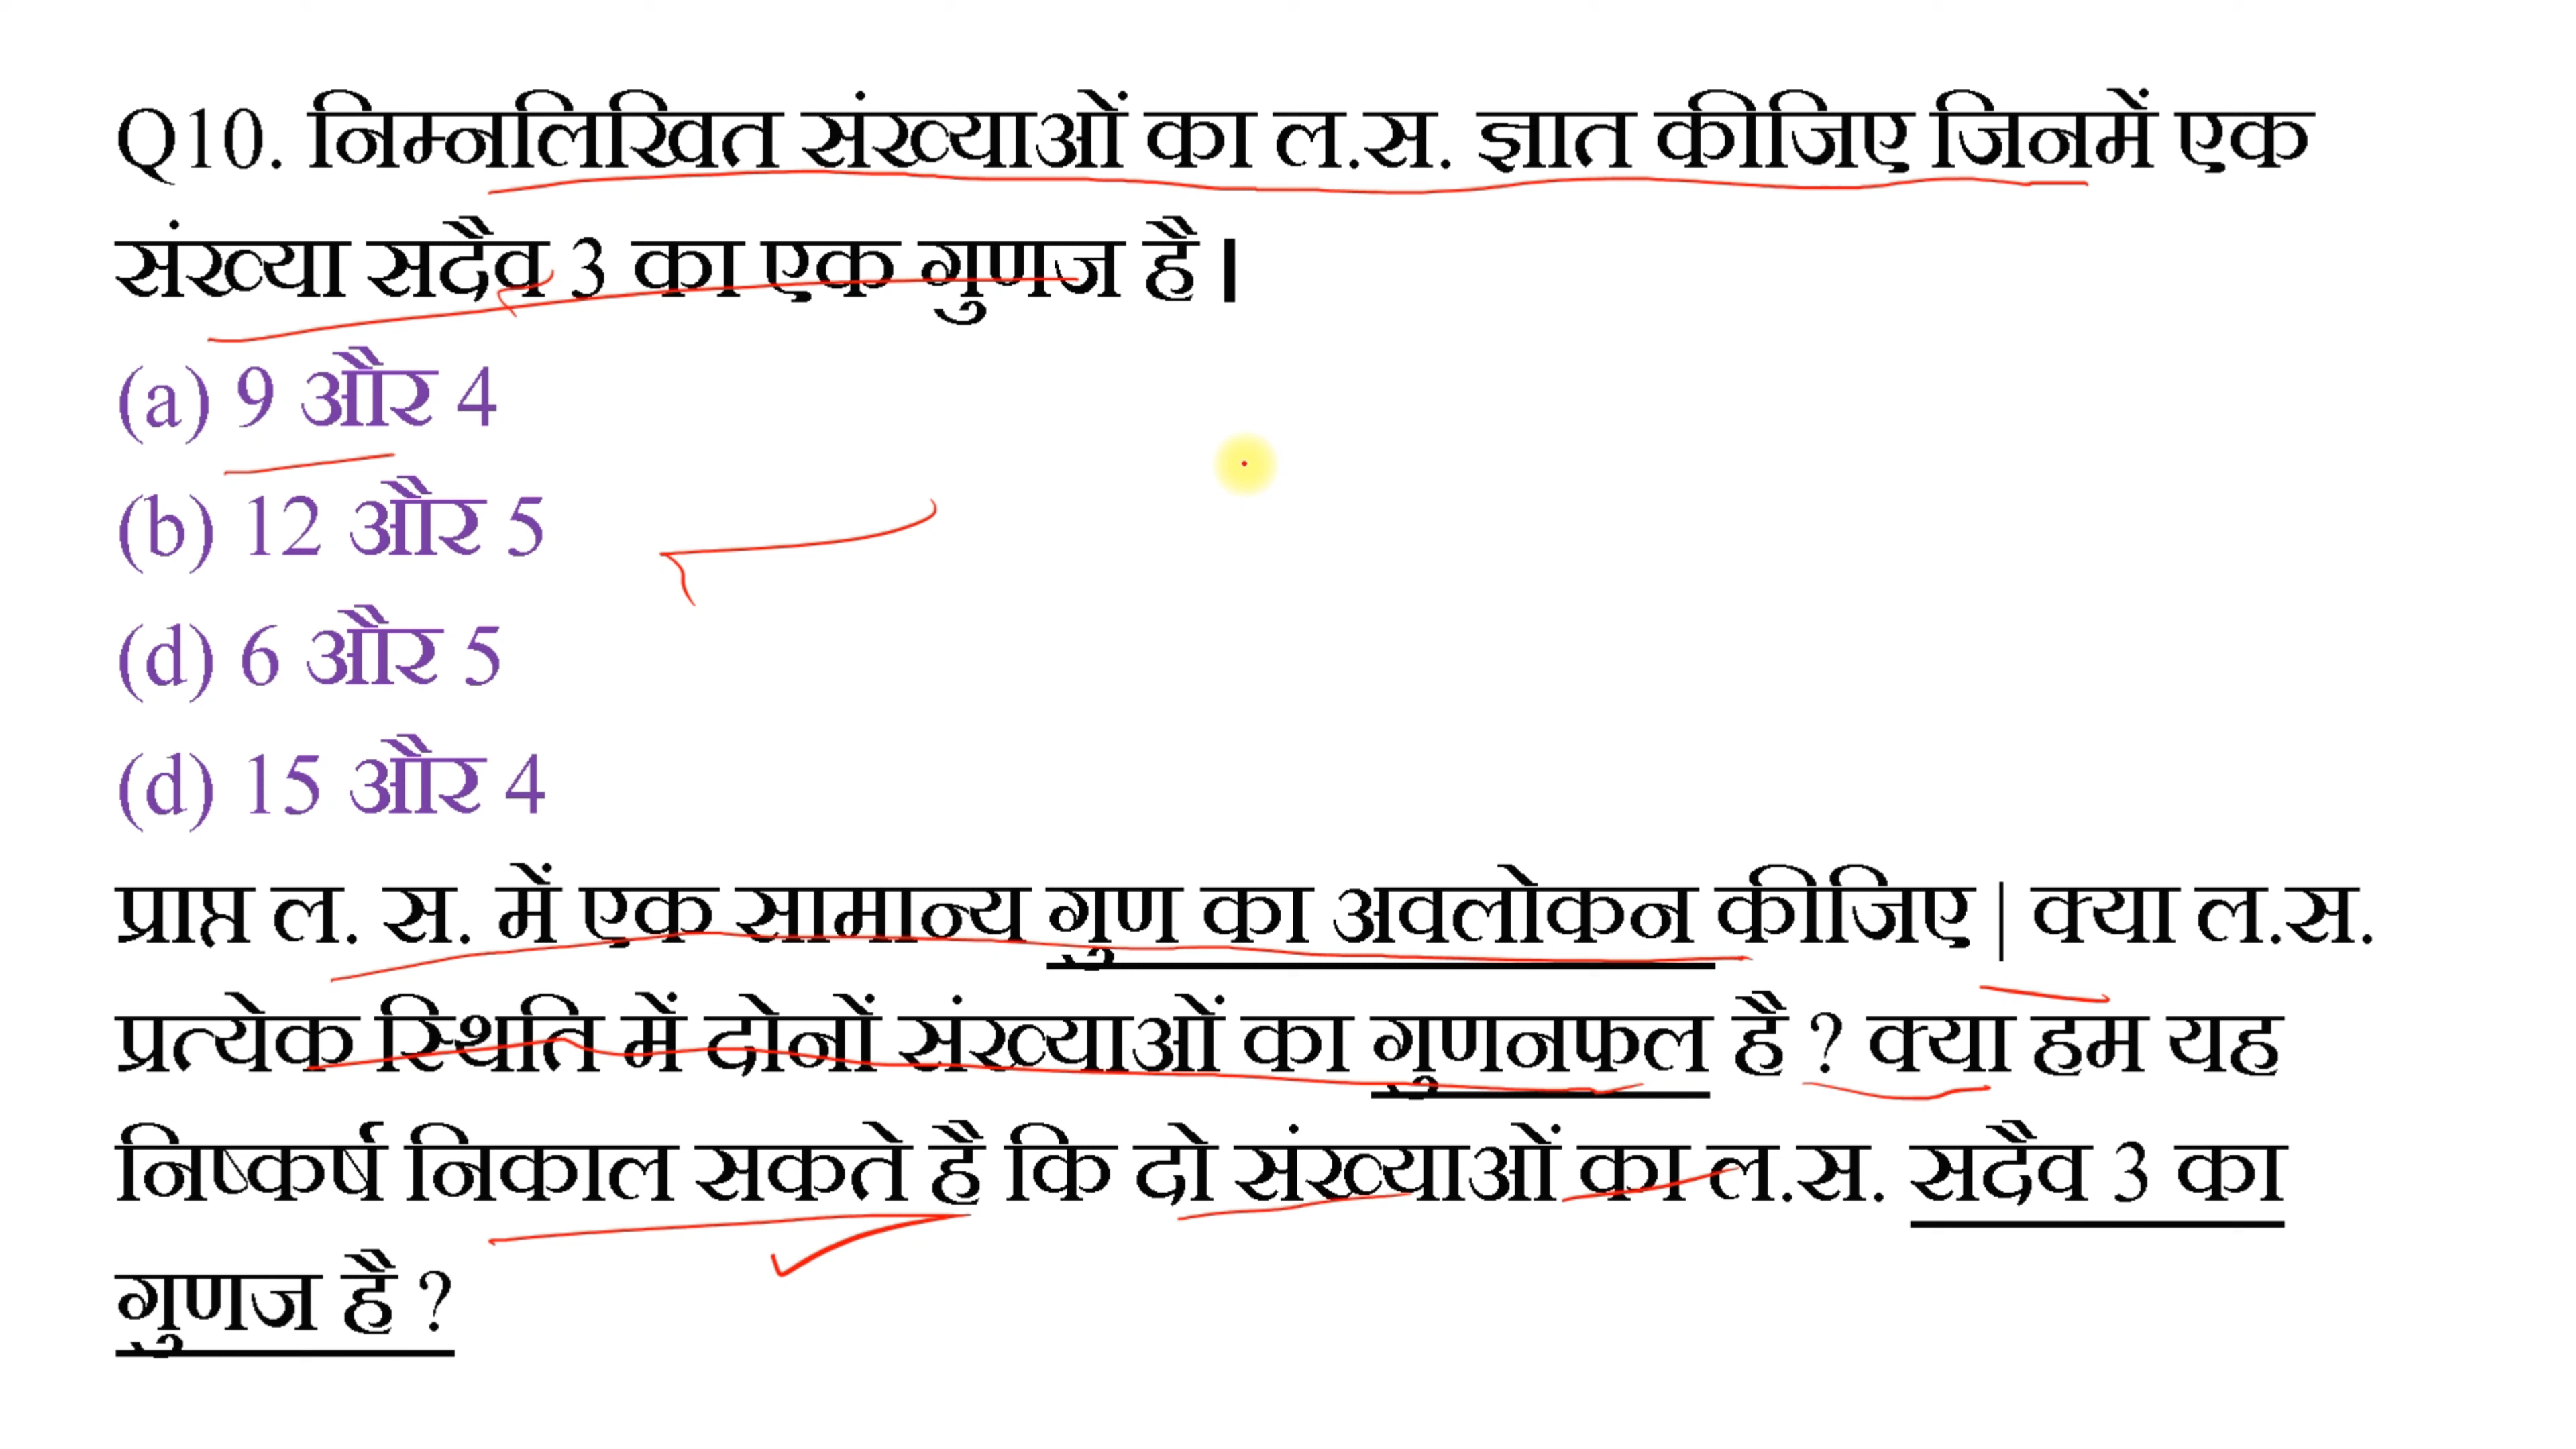 Q10. निम्नलिखित संख्याओं का ल.स. ज्ञात कीजिए जिनमें एक
संख्या सदैव 3 का एक गुणज है।
(a) 9 और 4
(b) 12 और 5
(d) 6 और 5
(d) 15 और 4
प्राप्त ल. स. में एक सामान्य गुण का अवलोकन कीजिए | क्या ल.स.
प्रत्येक स्थिति में दोनों संख्याओं का गुणनफल है ? क्या हम यह
निष्कर्ष निकाल सकते है कि दो संख्याओं का ल.स. सदैव 3 का
गुणज है ?